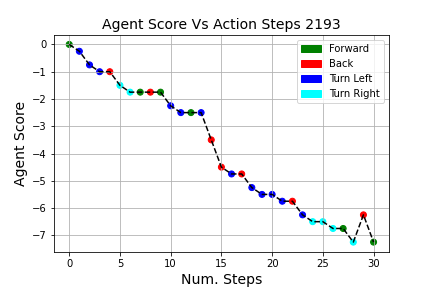 Agent Score Vs Action Steps 2193
Agent Score
0
−1
−2
−3
−4
−5
−6
−7
Forward
Back
Turn Left
Turn Right
0 5 10 15 20 25 30
Num. Steps